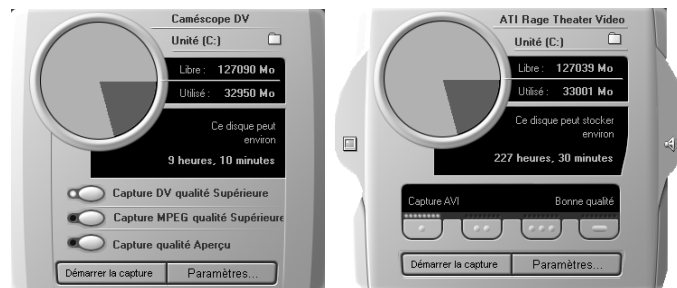 Caméscope DV
Unité (C:)
Libre : 127090 Mo
Utilisé : 32950 Mo
Ce disque peut
environ
9 heures, 10 minutes
Capture DV qualité Supérieure
Capture MPEG qualité Supérieure
Capture qualité Aperçu
Démarrer la capture
Paramètres...
ATI Rage Theater Video
Unité (C:)
Libre : 127039 Mo
Utilisé : 33001 Mo
Ce disque peut stocker
environ
227 heures, 30 minutes
Capture AVI
Bonne qualité
Démarrer la capture
Paramètres...